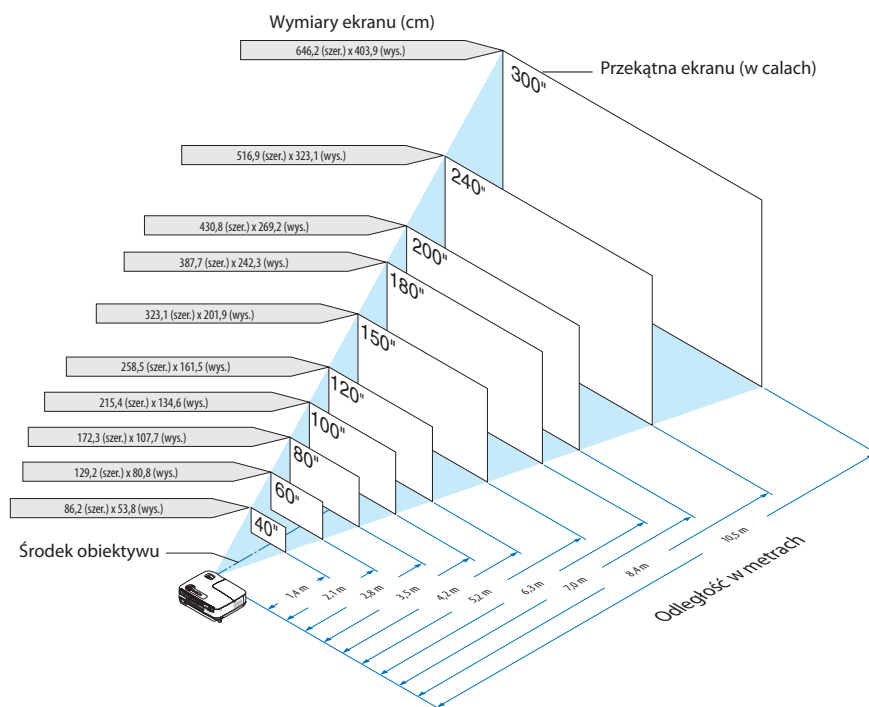 Wymiary ekranu (cm)
646,2 (szer.) x 403,9 (wys.)
Przekątna ekranu (w calach)
300"
516,9 (szer.) x 323,1 (wys.)
240"
430,8 (szer.) x 269,2 (wys.)
200"
387,7 (szer.) x 242,3 (wys.)
180"
323,1 (szer.) x 201,9 (wys.)
150"
258,5 (szer.) x 161,5 (wys.)
120"
215,4 (szer.) x 134,6 (wys.)
100"
172,3 (szer.) x 107,7 (wys.)
80"
129,2 (szer.) x 80,8 (wys.)
60"
86,2 (szer.) x 53,8 (wys.)
40"
Środek obiektywu
1,4 m
2,1 m
2,8 m
3,5 m
4,2 m
5,2 m
6,3 m
7,0 m
8,4 m
10,5 m
Odległość w metrach